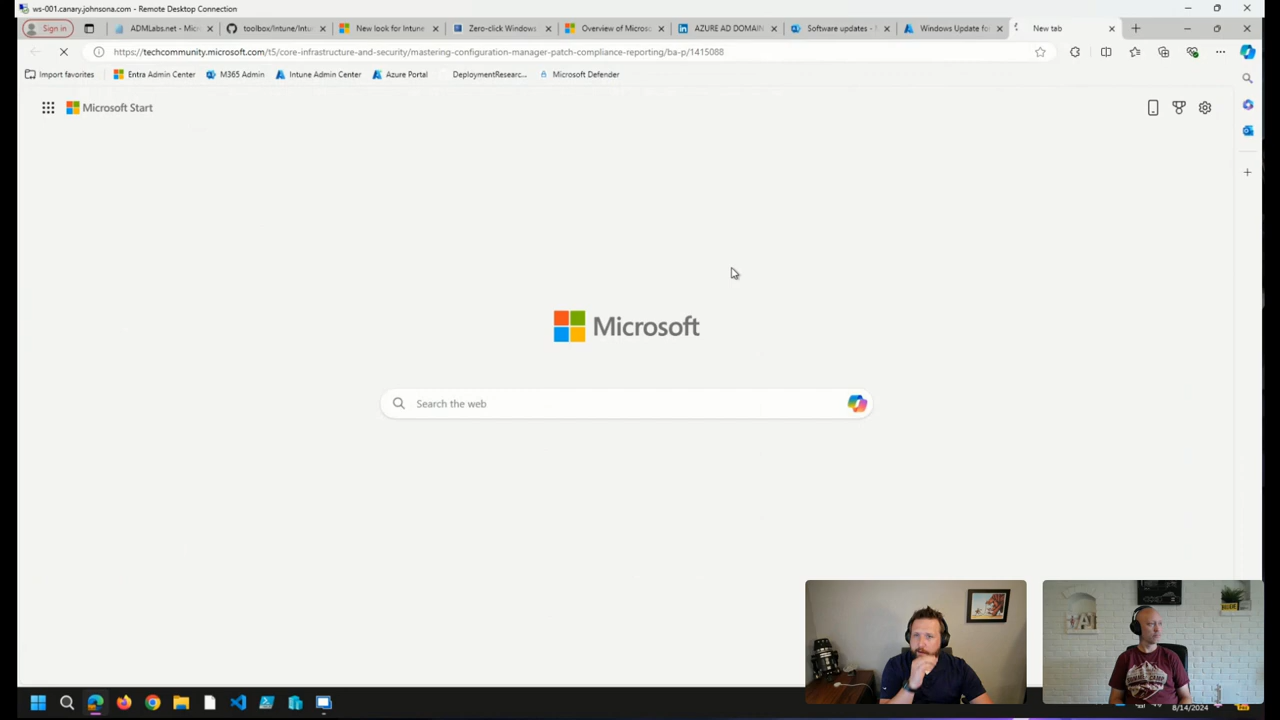 ws-001.canary.johnsona.com - Remote Desktop Connection
Sign in
ADMLabs.net - Micr
toolbox/Intune/Intu
New look for Intune
Zero-click Windows
Overview of Microso
AZURE AD DOMAIN
Software updates -
Windows Update for
New tab
https://techcommunity.microsoft.com/t5/core-infrastructure-and-security/mastering-configuration-manager-patch-compliance-reporting/ba-p/1415088
Import favorites
Entra Admin Center
M365 Admin
Intune Admin Center
Azure Portal
DeploymentResearc...
Microsoft Defender
Microsoft Start
Microsoft
Search the web
8/14/2024